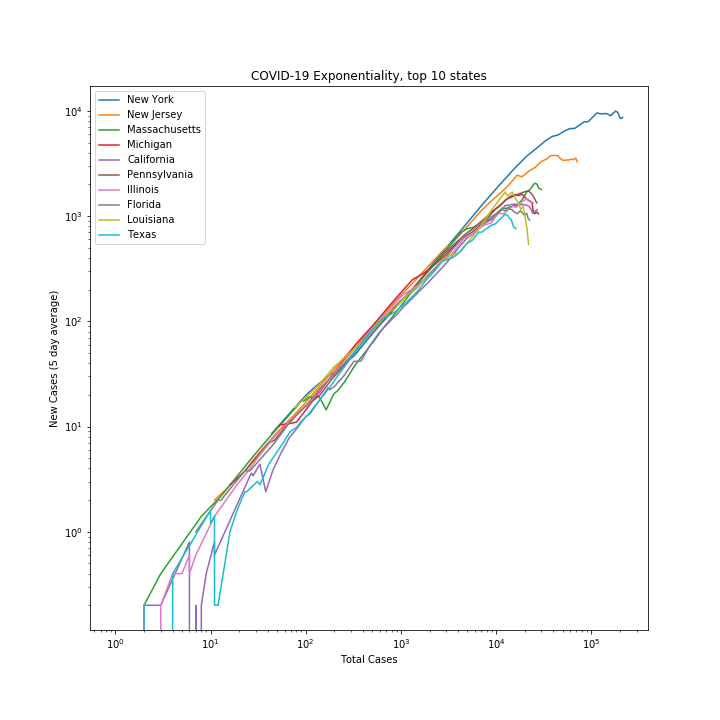 COVID-19 Exponentiality, top 10 states
New York
New Jersey
Massachusetts
Michigan
California
Pennsylvania
Illinois
Florida
Louisiana
Texas
New Cases (5 day average)
10⁴
10³
10²
10¹
10⁰
10⁰ 10¹ 10² 10³ 10⁴ 10⁵
Total Cases